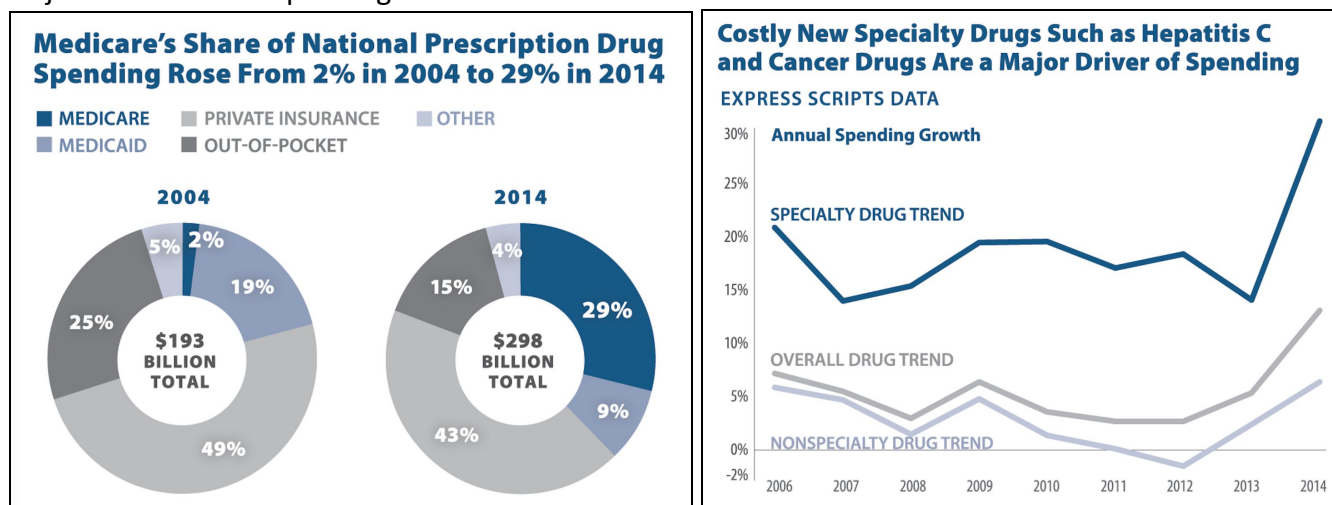 Medicare's Share of National Prescription Drug
Spending Rose From 2% in 2004 to 29% in 2014
MEDICARE PRIVATE INSURANCE OTHER
MEDICAID OUT-OF-POCKET
2004
5% 2%
19%
25%
$193
BILLION
TOTAL
49%
2014
4%
15%
29%
$298
BILLION
TOTAL
9%
43%
Costly New Specialty Drugs Such as Hepatitis C
and Cancer Drugs Are a Major Driver of Spending
EXPRESS SCRIPTS DATA
30% Annual Spending Growth
25%
SPECIALTY DRUG TREND
20%
15%
10%
OVERALL DRUG TREND
5%
NONSPECIALTY DRUG TREND
0%
-2%
2006 2007 2008 2009 2010 2011 2012 2013 2014